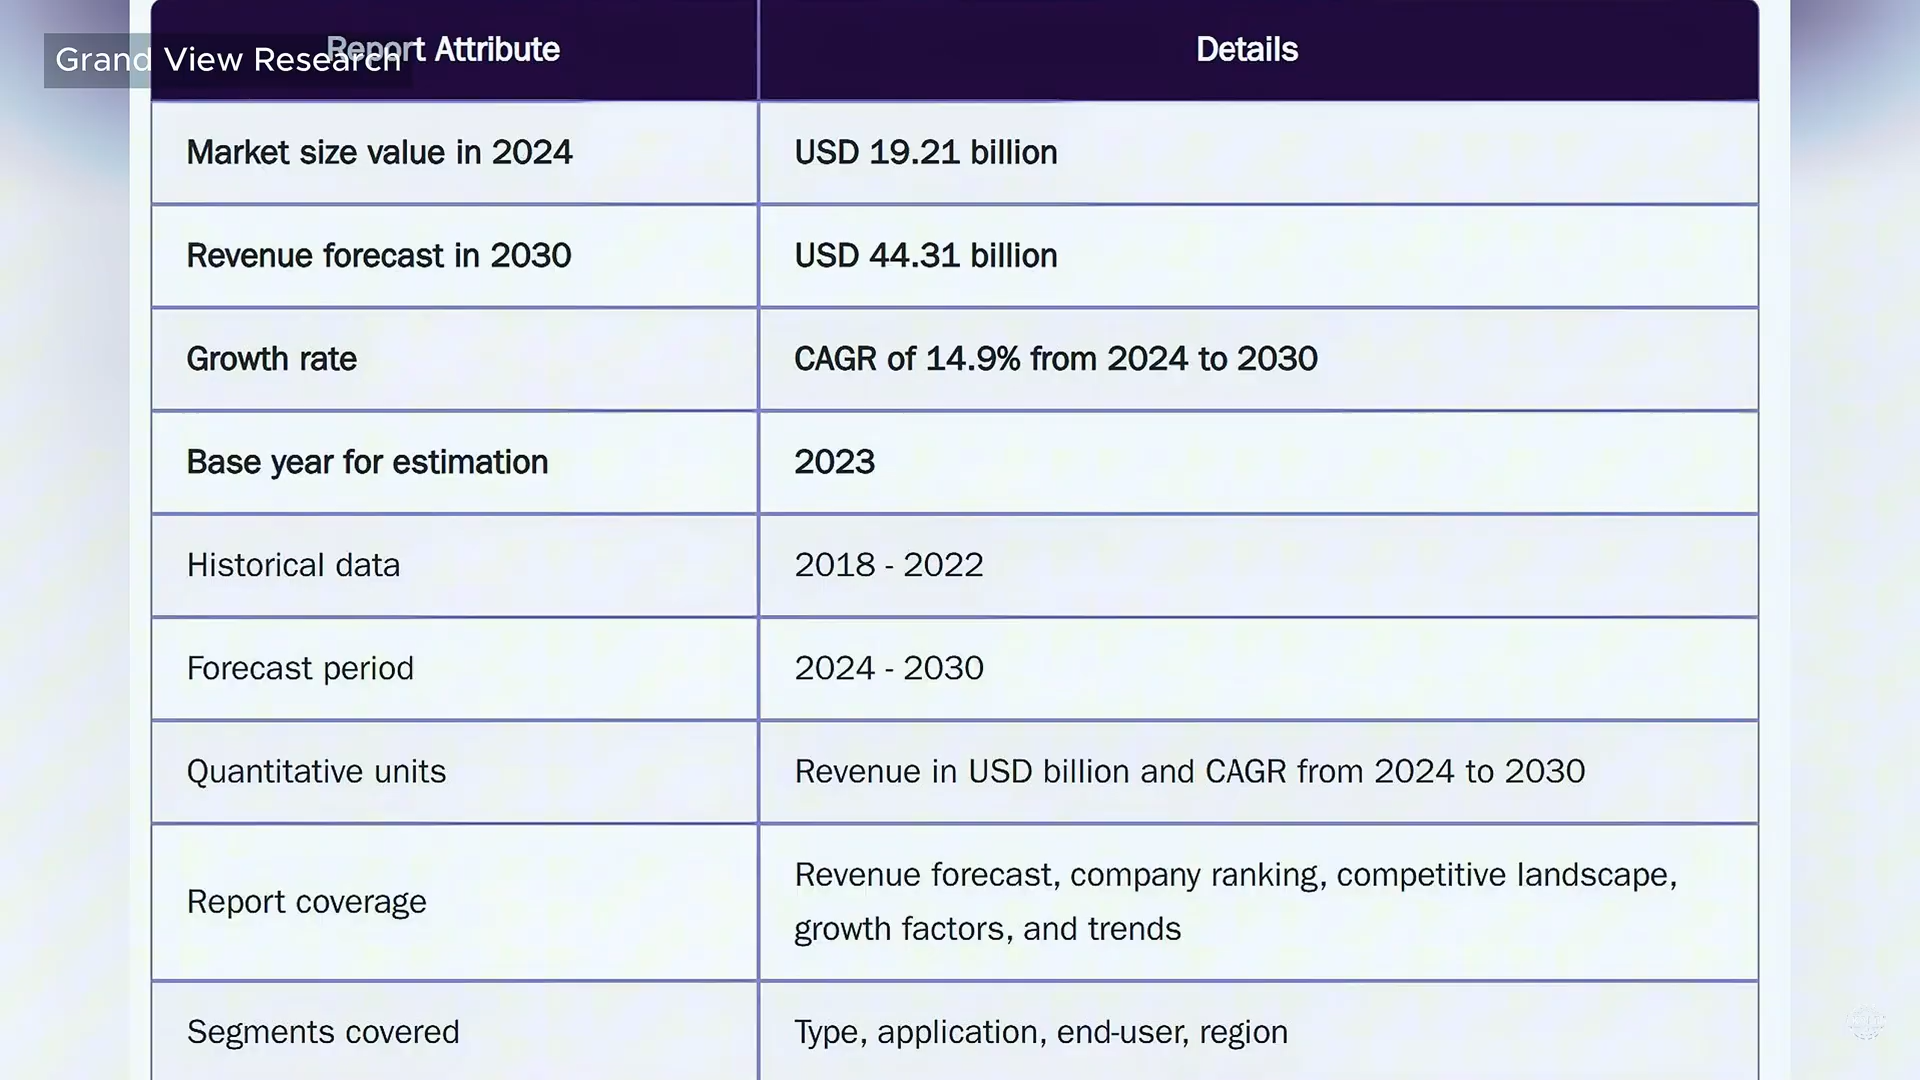 Grand View Research
Report Attribute
Details
Market size value in 2024
USD 19.21 billion
Revenue forecast in 2030
USD 44.31 billion
Growth rate
CAGR of 14.9% from 2024 to 2030
Base year for estimation
2023
Historical data
2018 - 2022
Forecast period
2024 - 2030
Quantitative units
Revenue in USD billion and CAGR from 2024 to 2030
Report coverage
Revenue forecast, company ranking, competitive landscape,
growth factors, and trends
Segments covered
Type, application, end-user, region